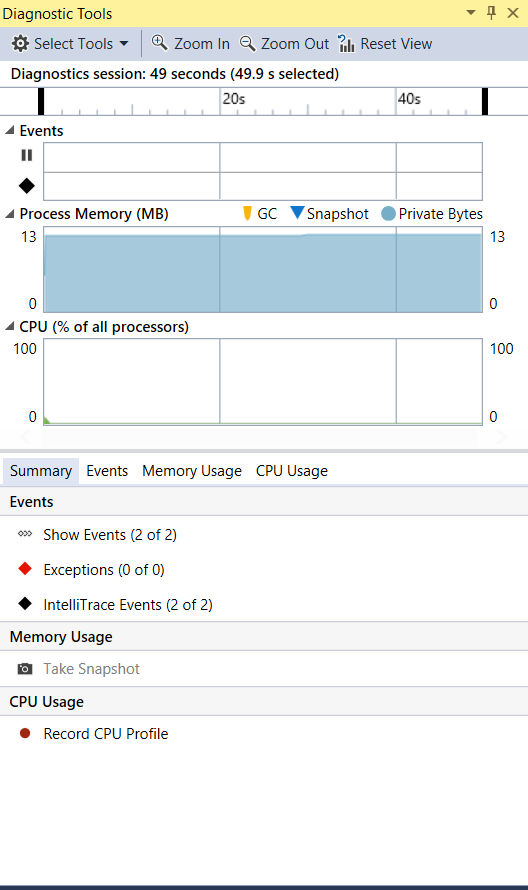 Diagnostic Tools
Select Tools Zoom In Zoom Out Reset View
Diagnostics session: 49 seconds (49.9 s selected)
20s 40s
Events
Process Memory (MB) GC Snapshot Private Bytes
13 13
0 0
CPU (% of all processors)
100 100
0 0
Summary Events Memory Usage CPU Usage
Events
Show Events (2 of 2)
Exceptions (0 of 0)
IntelliTrace Events (2 of 2)
Memory Usage
Take Snapshot
CPU Usage
Record CPU Profile